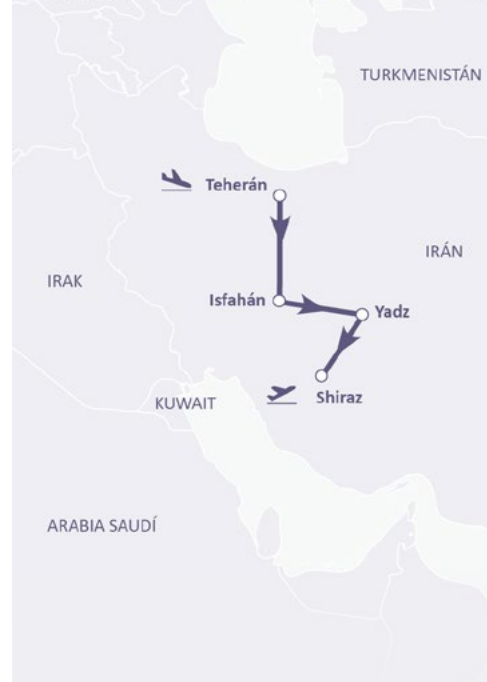 TURKMENISTÁN
Teherán
IRÁN
IRAK
Isfahán
Yadz
Shiraz
KUWAIT
ARABIA SAUDÍ